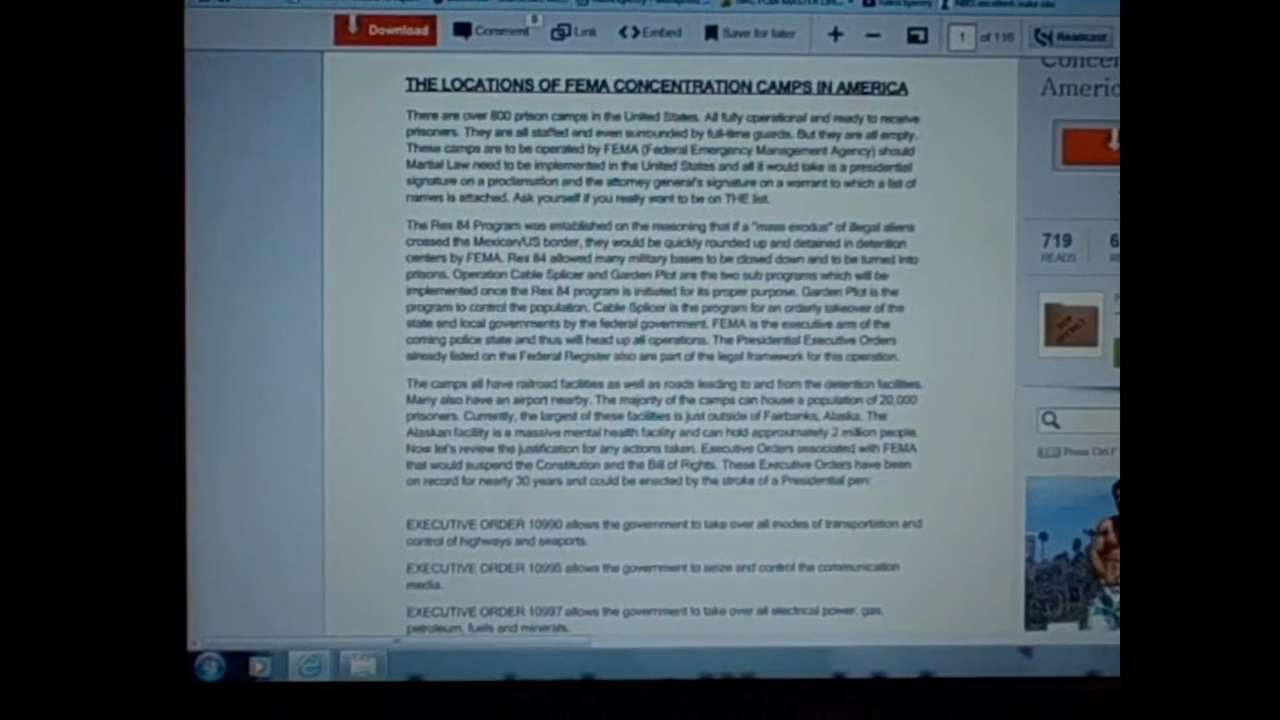 Download
Comment
Link
Embed
Save for later
1 of 116
Readcast
THE LOCATIONS OF FEMA CONCENTRATION CAMPS IN AMERICA
There are over 800 prison camps in the United States. All fully operational and ready to receive
prisoners. They are all staffed and even surrounded by full-time guards. But they are all empty.
These camps are to be operated by FEMA (Federal Emergency Management Agency) should
Martial Law need to be implemented in the United States and all it would take is a presidential
signature on a proclamation and the attorney general's signature on a warrant to which a list of
names is attached. Ask yourself if you really want to be on THE list.
The Rex 84 Program was established on the reasoning that if a "mass exodus" of illegal aliens
crossed the Mexican/US border, they would be quickly rounded up and detained in detention
centers by FEMA. Rex 84 allowed many military bases to be closed down and to be turned into
prisons. Operation Cable Splicer and Garden Plot are the two sub programs which will be
implemented once the Rex 84 program is initiated for its proper purpose. Garden Plot is the
program to control the population. Cable Splicer is the program for an orderly takeover of the
state and local governments by the federal government. FEMA is the executive arm of the
coming police state and thus will head up all operations. The Presidential Executive Orders
already listed on the Federal Register also are part of the legal framework for this operation.
The camps all have railroad facilities as well as roads leading to and from the detention facilities.
Many also have an airport nearby. The majority of the camps can house a population of 20,000
prisoners. Currently, the largest of these facilities is just outside of Fairbanks, Alaska. The
Alaskan facility is a massive mental health facility and can hold approximately 2 million people.
Now let's review the justification for any actions taken. Executive Orders associated with FEMA
that would suspend the Constitution and the Bill of Rights. These Executive Orders have been
on record for nearly 30 years and could be enacted by the stroke of a Presidential pen:
EXECUTIVE ORDER 10990 allows the government to take over all modes of transportation and
control of highways and seaports.
EXECUTIVE ORDER 10995 allows the government to seize and control the communication
media.
EXECUTIVE ORDER 10997 allows the government to take over all electrical power, gas,
petroleum, fuels and minerals.
Concen
Americ
719
READS
TOP SECRET
Press Ctrl-F